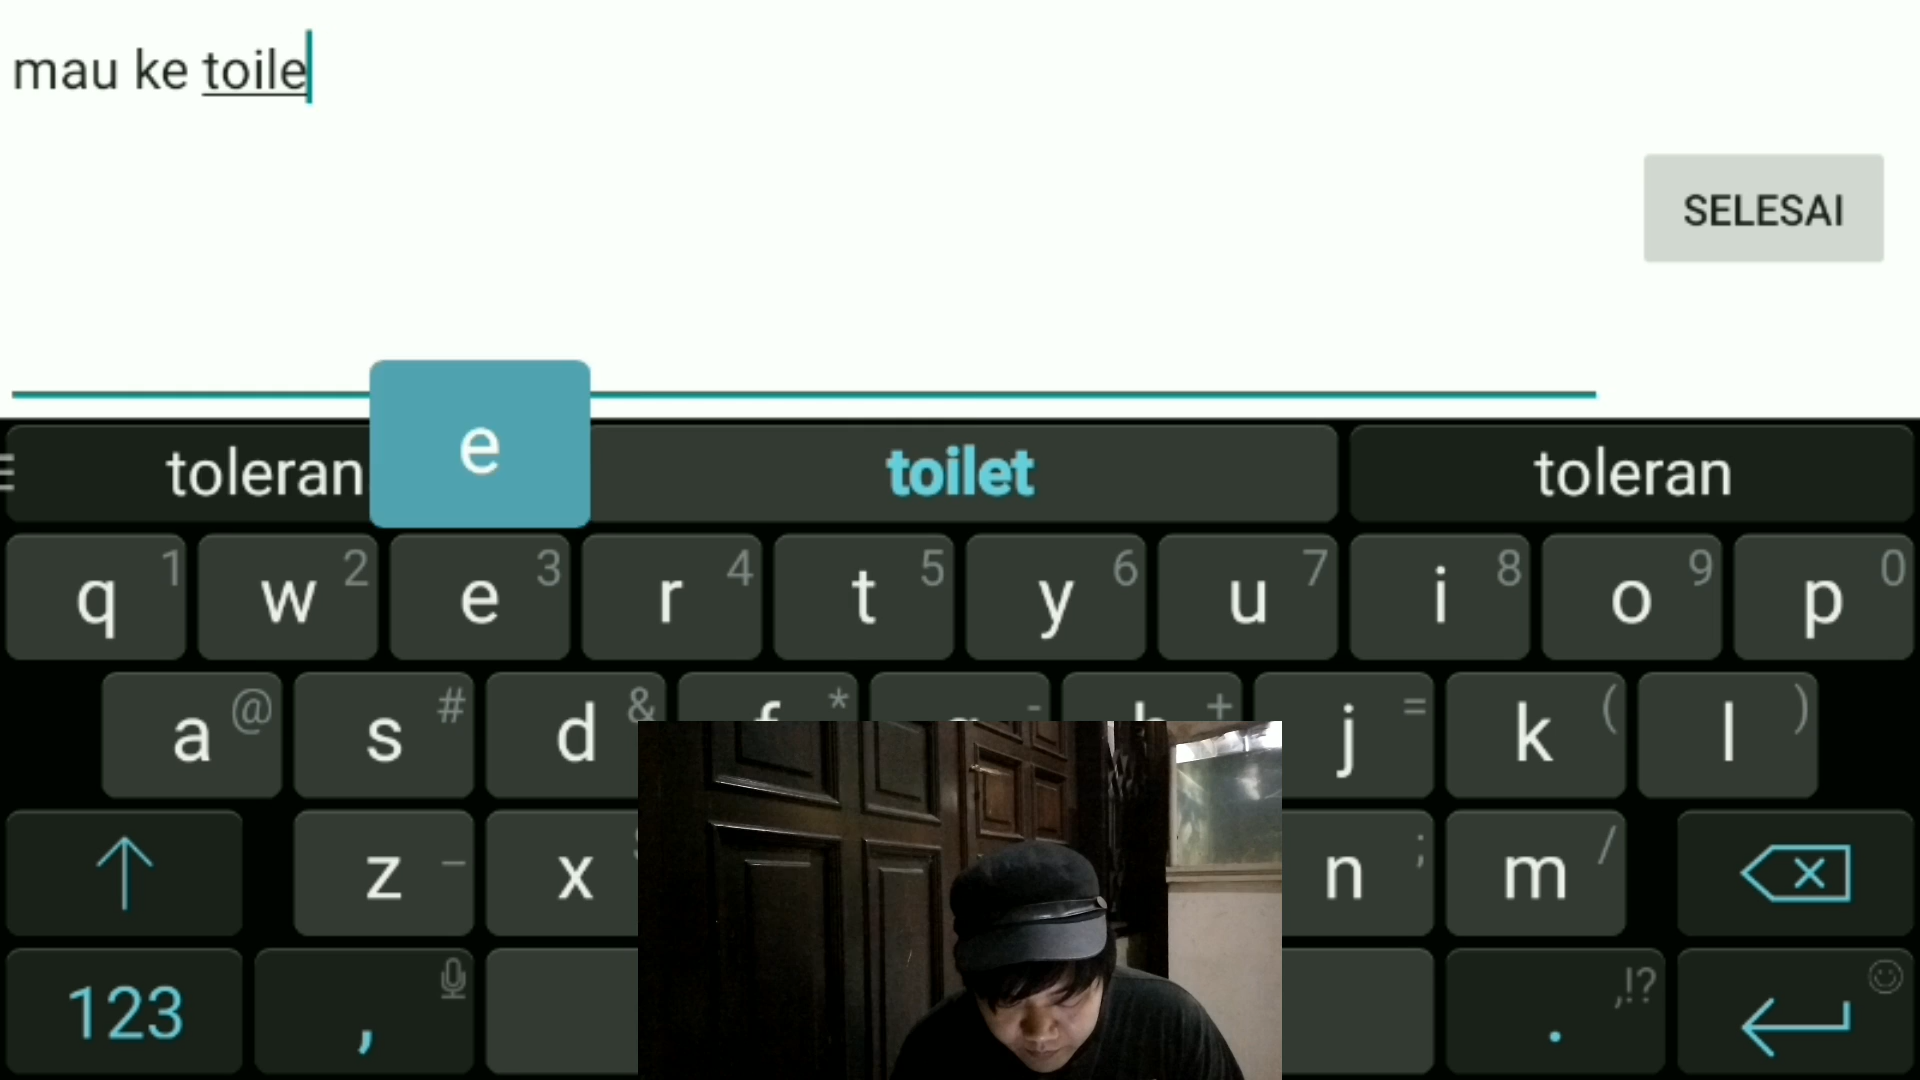 mau ke toile
SELESAI
toleran e toilet toleran
q 1 w 2 e 3 r 4 t 5 y 6 u 7 i 8 o 9 p 0
a @ s # d & f * - h + j = k ( l )
z – x n ; m /
123 , . ,!?